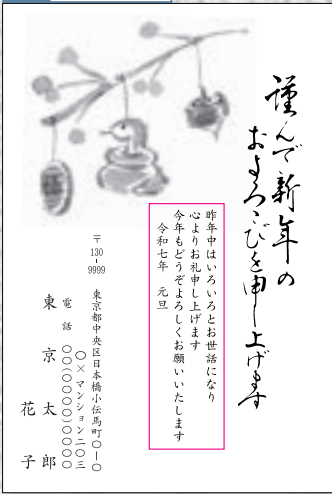 謹んで新年の
およろこびを申し上げます
昨年中はいろいろとお世話になり
心よりお礼申し上げます
今年もどうぞよろしくお願いいたします
令和七年　元旦
〒130-9999
東京都中央区日本橋小伝馬町〇ー〇
〇×マンション二〇三
電話　〇〇(〇〇〇〇)〇〇〇〇
東　京　太　郎
花　子